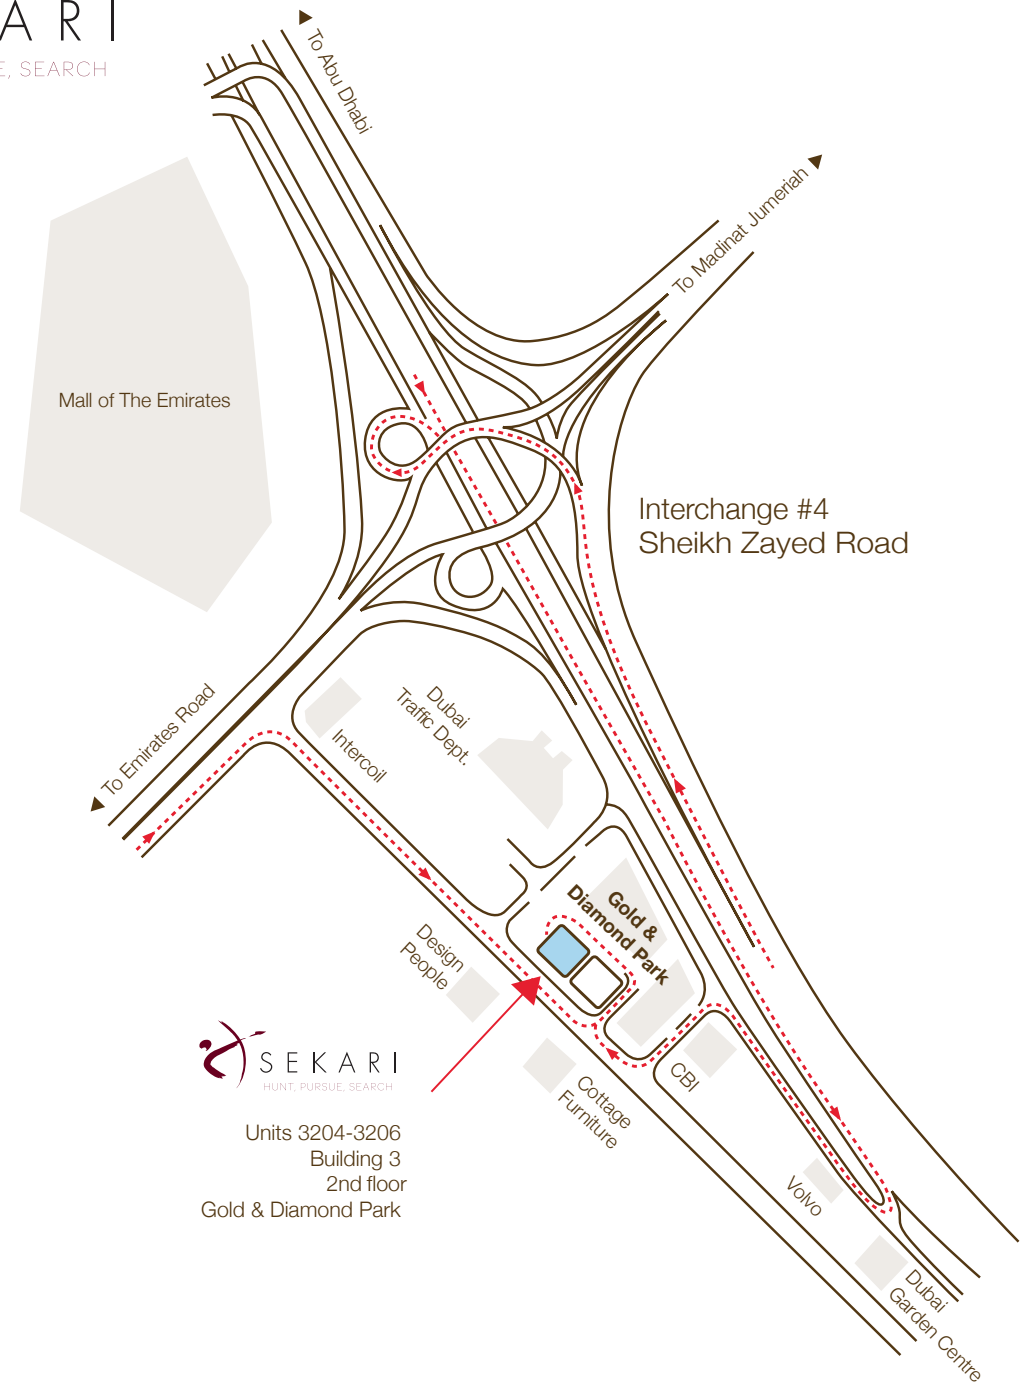 ARI
E, SEARCH
To Abu Dhabi
To Madinat Jumeriah
Mall of The Emirates
Interchange #4
Sheikh Zayed Road
To Emirates Road
Intercoil
Dubai
Traffic Dept.
Gold &
Diamond Park
Design
People
SEKARI
HUNT, PURSUE, SEARCH
Units 3204-3206
Building 3
2nd floor
Gold & Diamond Park
Cottage
Furniture
CBI
Volvo
Dubai
Garden Centre